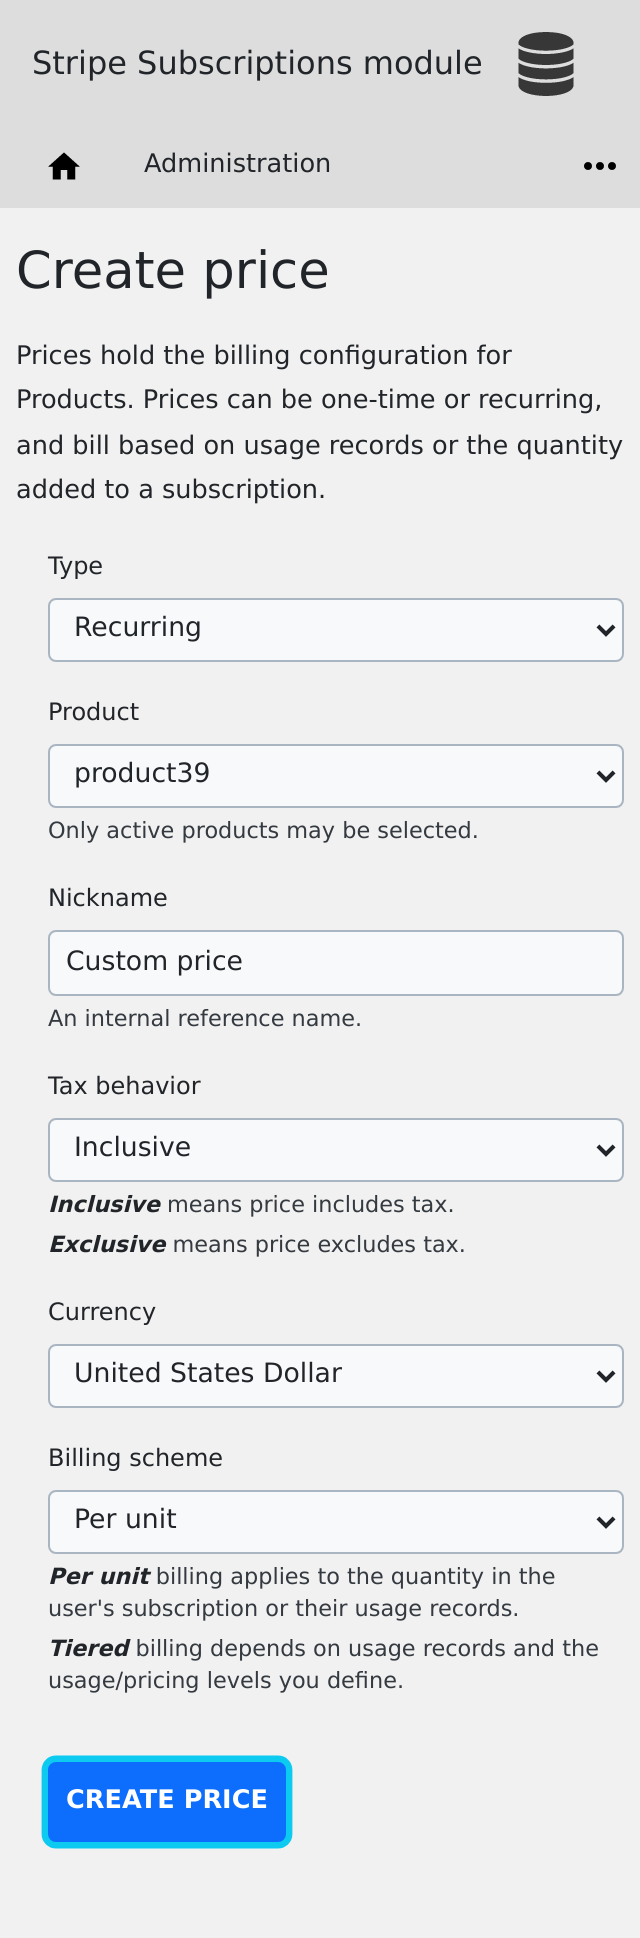 Stripe Subscriptions module
Administration
Create price
Prices hold the billing configuration for
Products. Prices can be one-time or recurring,
and bill based on usage records or the quantity
added to a subscription.
Type
Recurring
Product
product39
Only active products may be selected.
Nickname
Custom price
An internal reference name.
Tax behavior
Inclusive
Inclusive means price includes tax.
Exclusive means price excludes tax.
Currency
United States Dollar
Billing scheme
Per unit
Per unit billing applies to the quantity in the
user's subscription or their usage records.
Tiered billing depends on usage records and the
usage/pricing levels you define.
CREATE PRICE